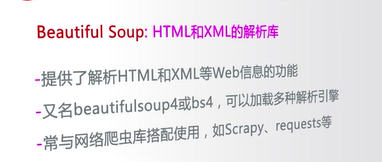 Beautiful Soup: HTML和XML的解析库
-提供了解析HTML和XML等Web信息的功能
-又名beautifulsoup4或bs4，可以加载多种解析引擎
-常与网络爬虫库搭配使用，如Scrapy、requests等